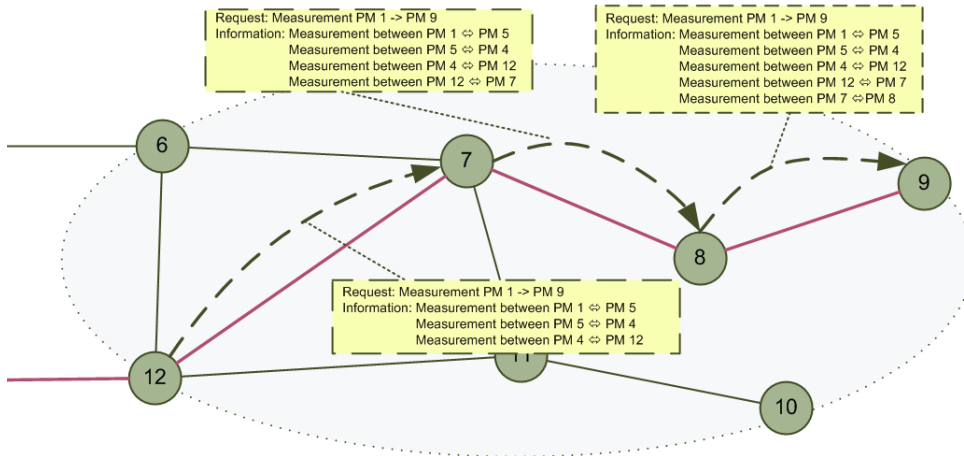 Request: Measurement PM 1 -> PM 9
Information: Measurement between PM 1 ⇔ PM 5
Measurement between PM 5 ⇔ PM 4
Measurement between PM 4 ⇔ PM 12
Measurement between PM 12 ⇔ PM 7
Request: Measurement PM 1 -> PM 9
Information: Measurement between PM 1 ⇔ PM 5
Measurement between PM 5 ⇔ PM 4
Measurement between PM 4 ⇔ PM 12
Measurement between PM 12 ⇔ PM 7
Measurement between PM 7 ⇔PM 8
6
7
9
8
Request: Measurement PM 1 -> PM 9
Information: Measurement between PM 1 ⇔ PM 5
Measurement between PM 5 ⇔ PM 4
Measurement between PM 4 ⇔ PM 12
11
12
10